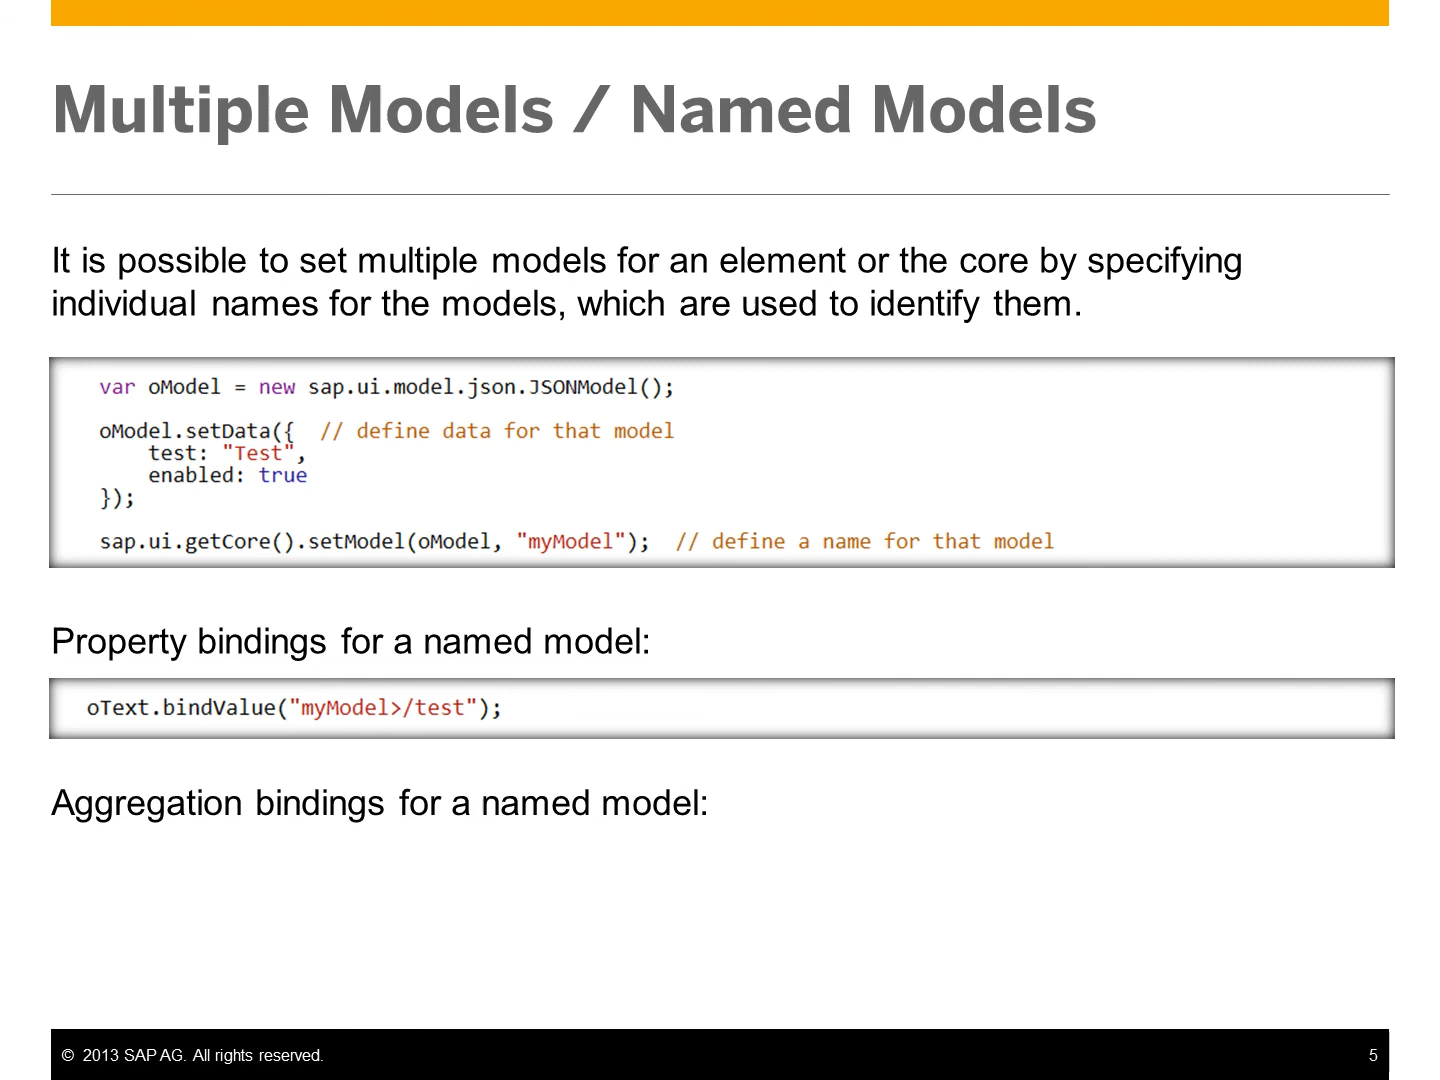 Multiple Models / Named Models
It is possible to set multiple models for an element or the core by specifying
individual names for the models, which are used to identify them.
var oModel = new sap.ui.model.json.JSONModel();
oModel.setData({  // define data for that model
    test: "Test",
    enabled: true
});
sap.ui.getCore().setModel(oModel, "myModel");  // define a name for that model
Property bindings for a named model:
oText.bindValue("myModel>/test");
Aggregation bindings for a named model:
© 2013 SAP AG. All rights reserved.
5